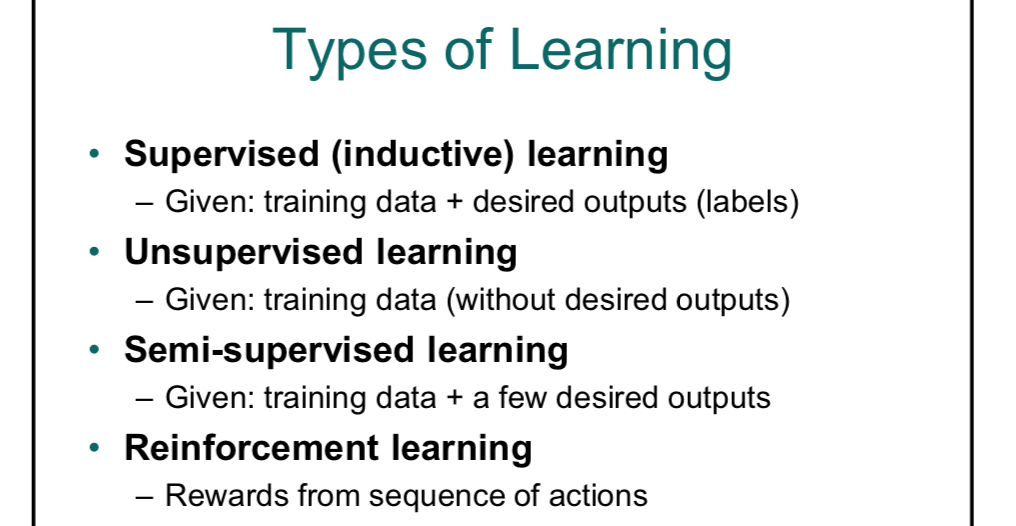 Types of Learning
• Supervised (inductive) learning
– Given: training data + desired outputs (labels)
• Unsupervised learning
– Given: training data (without desired outputs)
• Semi-supervised learning
– Given: training data + a few desired outputs
• Reinforcement learning
– Rewards from sequence of actions